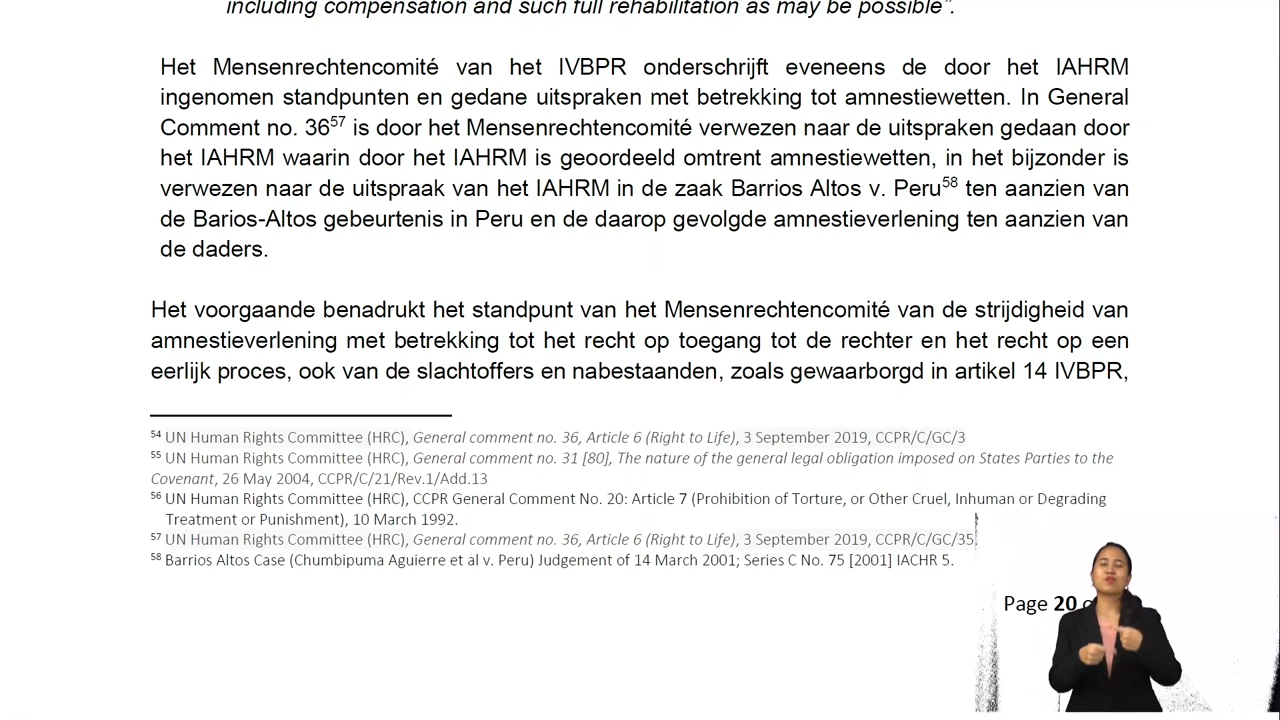 including compensation and such full rehabilitation as may be possible”.
Het Mensenrechtencomité van het IVBPR onderschrijft eveneens de door het IAHRM
ingenomen standpunten en gedane uitspraken met betrekking tot amnestiewetten. In General
Comment no. 36⁵⁷ is door het Mensenrechtencomité verwezen naar de uitspraken gedaan door
het IAHRM waarin door het IAHRM is geoordeeld omtrent amnestiewetten, in het bijzonder is
verwezen naar de uitspraak van het IAHRM in de zaak Barrios Altos v. Peru⁵⁸ ten aanzien van
de Barios-Altos gebeurtenis in Peru en de daarop gevolgde amnestieverlening ten aanzien van
de daders.
Het voorgaande benadrukt het standpunt van het Mensenrechtencomité van de strijdigheid van
amnestieverlening met betrekking tot het recht op toegang tot de rechter en het recht op een
eerlijk proces, ook van de slachtoffers en nabestaanden, zoals gewaarborgd in artikel 14 IVBPR,
⁵⁴ UN Human Rights Committee (HRC), General comment no. 36, Article 6 (Right to Life), 3 September 2019, CCPR/C/GC/3
⁵⁵ UN Human Rights Committee (HRC), General comment no. 31 [80], The nature of the general legal obligation imposed on States Parties to the
Covenant, 26 May 2004, CCPR/C/21/Rev.1/Add.13
⁵⁶ UN Human Rights Committee (HRC), CCPR General Comment No. 20: Article 7 (Prohibition of Torture, or Other Cruel, Inhuman or Degrading
Treatment or Punishment), 10 March 1992.
⁵⁷ UN Human Rights Committee (HRC), General comment no. 36, Article 6 (Right to Life), 3 September 2019, CCPR/C/GC/35.
⁵⁸ Barrios Altos Case (Chumbipuma Aguierre et al v. Peru) Judgement of 14 March 2001; Series C No. 75 [2001] IACHR 5.
Page 20